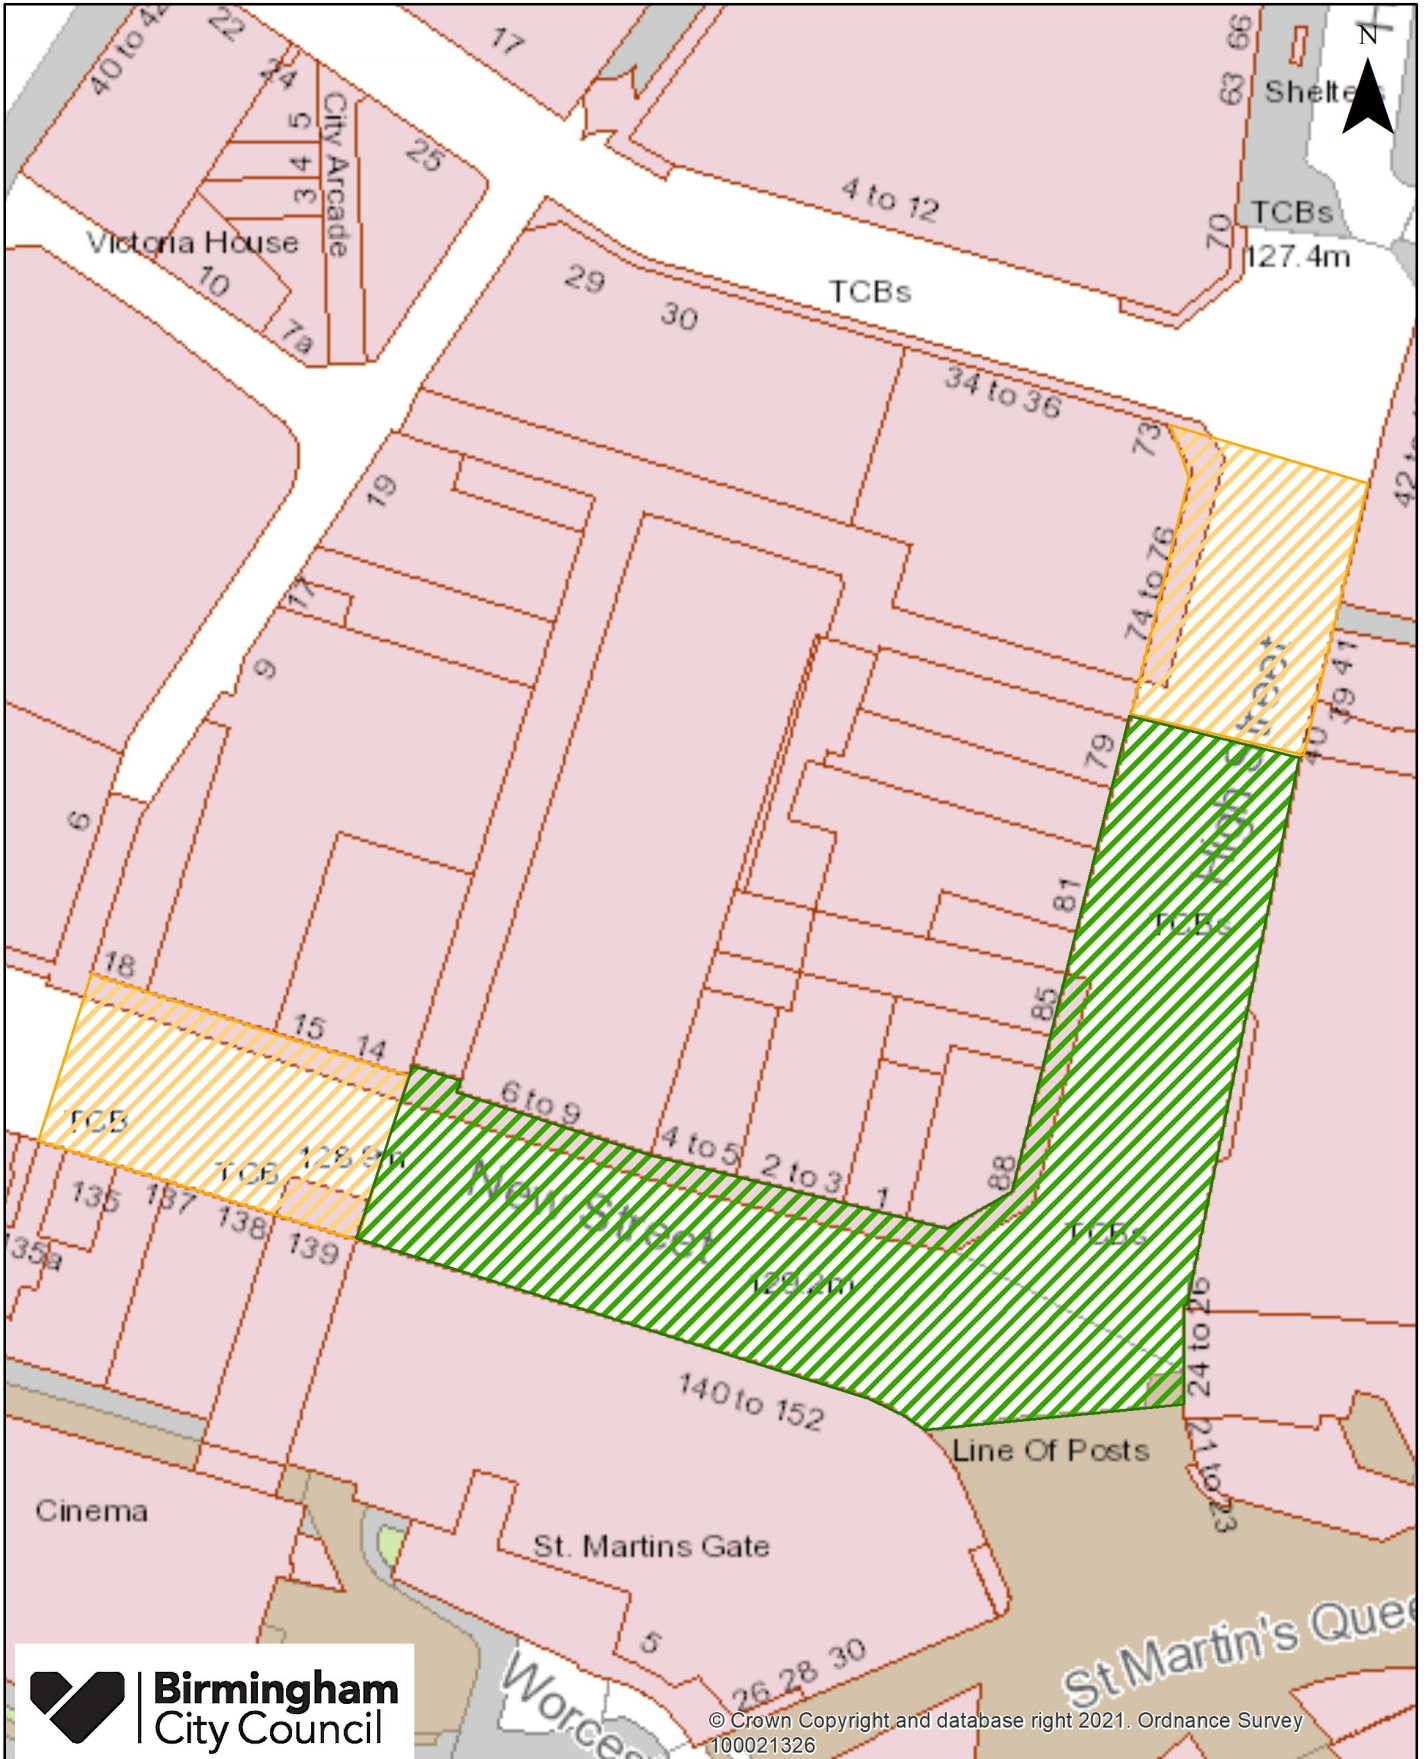 40 to 42
22
17
66
N
24
63
Shelters
5
City Arcade
25
4
4 to 12
3
TCBs
70
Victoria House
127.4m
10
29
TCBs
30
7a
34 to 36
73
19
74 to 76
17
High Street
41
9
39
40
79
6
81
TCBs
18
85
15
14
6 to 9
TCB
4 to 5
128.9m
TCB
2 to 3
88
135
137
New Street
1
138
TCBs
139
135a
129.2m
24 to 26
140 to 152
Line Of Posts
21 to 23
Cinema
St. Martins Gate
St Martin's Quee
5
30
28
26
Worces
Birmingham
City Council
© Crown Copyright and database right 2021. Ordnance Survey
100021326